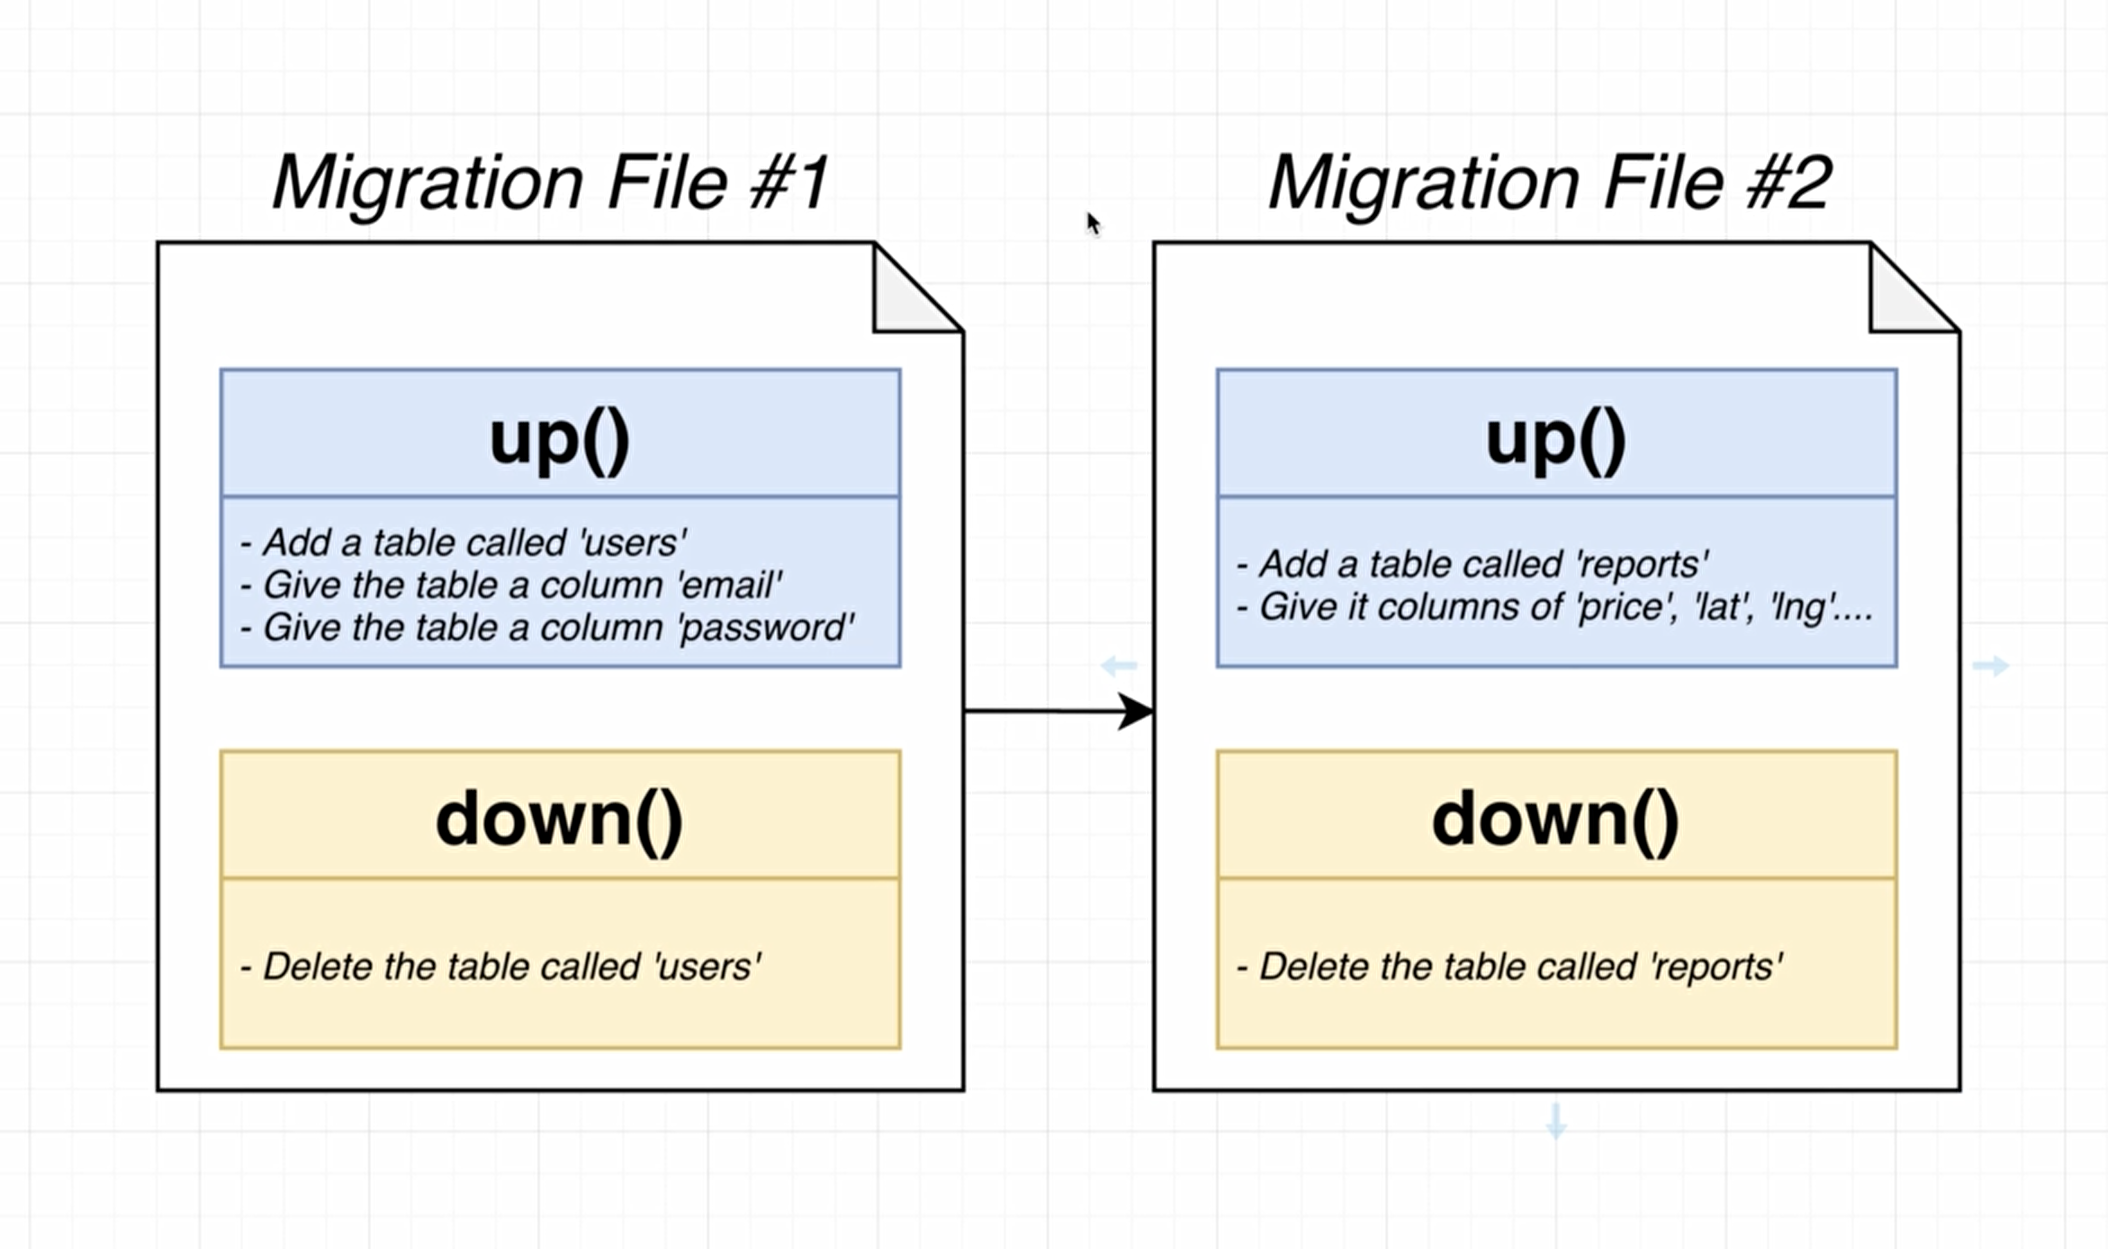 Migration File #1
up()
- Add a table called 'users'
- Give the table a column 'email'
- Give the table a column 'password'
down()
- Delete the table called 'users'
Migration File #2
up()
- Add a table called 'reports'
- Give it columns of 'price', 'lat', 'lng'....
down()
- Delete the table called 'reports'